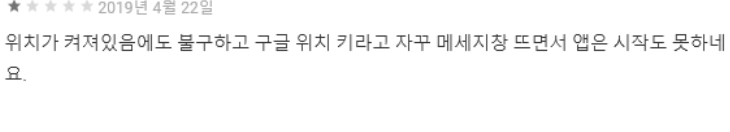 ★★★★★ 2019년 4월 22일
위치가 켜져있음에도 불구하고 구글 위치 키라고 자꾸 메세지창 뜨면서 앱은 시작도 못하네
요.